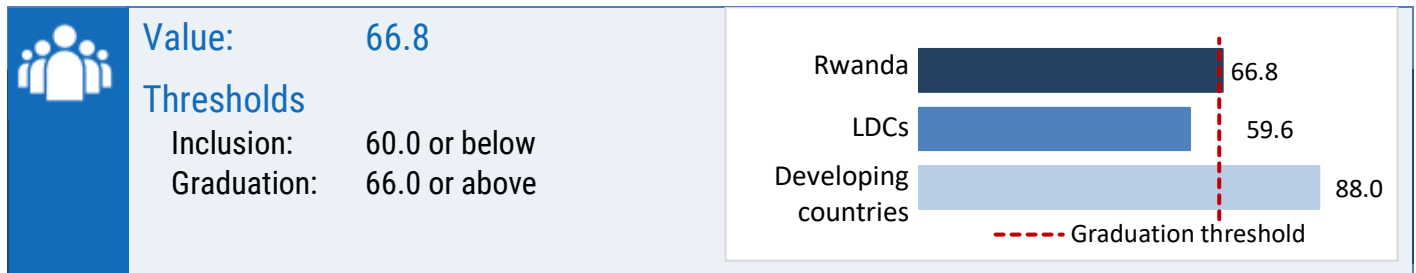 Value: 66.8
Thresholds
Inclusion: 60.0 or below
Graduation: 66.0 or above
Rwanda 66.8
LDCs 59.6
Developing
countries 88.0
Graduation threshold